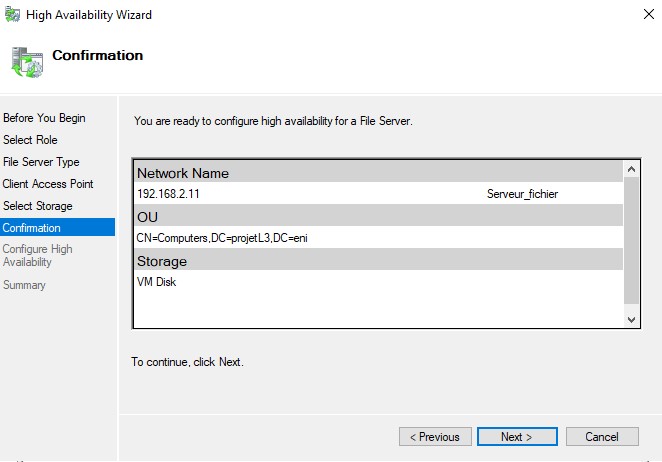 High Availability Wizard
Confirmation
Before You Begin
Select Role
File Server Type
Client Access Point
Select Storage
Confirmation
Configure High
Availability
Summary
You are ready to configure high availability for a File Server.
Network Name
192.168.2.11 Serveur_fichier
OU
CN=Computers,DC=projetL3,DC=eni
Storage
VM Disk
To continue, click Next.
< Previous Next > Cancel